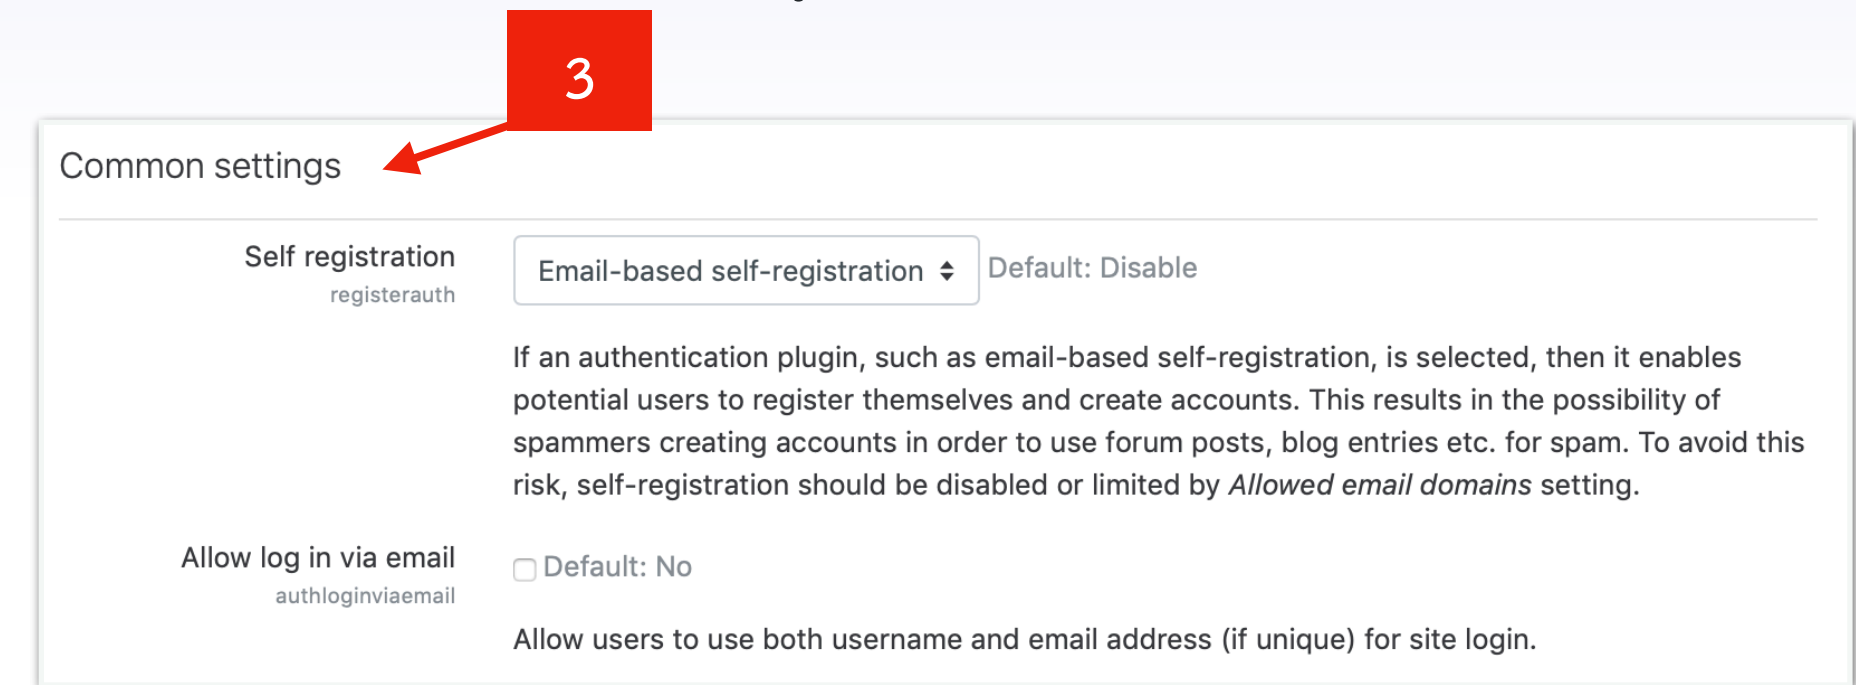 3
Common settings
Self registration
registerauth
Email-based self-registration
Default: Disable
If an authentication plugin, such as email-based self-registration, is selected, then it enables
potential users to register themselves and create accounts. This results in the possibility of
spammers creating accounts in order to use forum posts, blog entries etc. for spam. To avoid this
risk, self-registration should be disabled or limited by Allowed email domains setting.
Allow log in via email
authloginviaemail
Default: No
Allow users to use both username and email address (if unique) for site login.